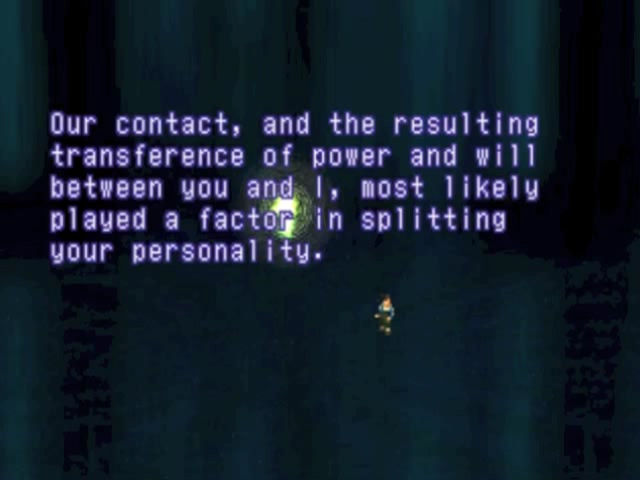 Our contact, and the resulting
transference of power and will
between you and I, most likely
played a factor in splitting
your personality.